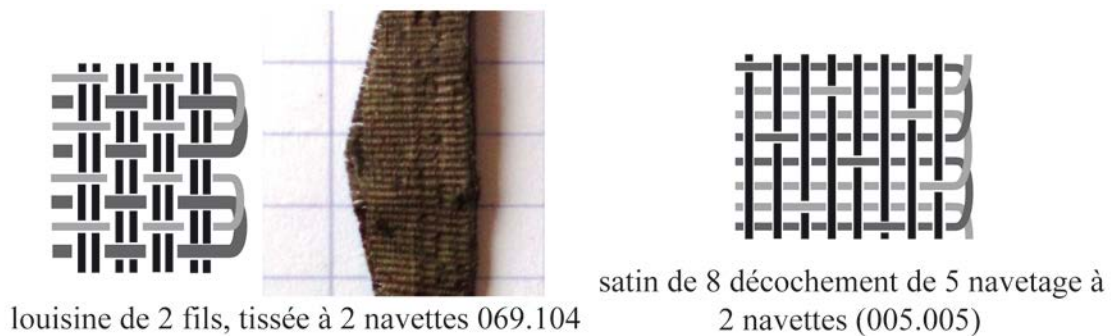 louisine de 2 fils, tissée à 2 navettes 069.104
satin de 8 décochement de 5 navetage à
2 navettes (005.005)